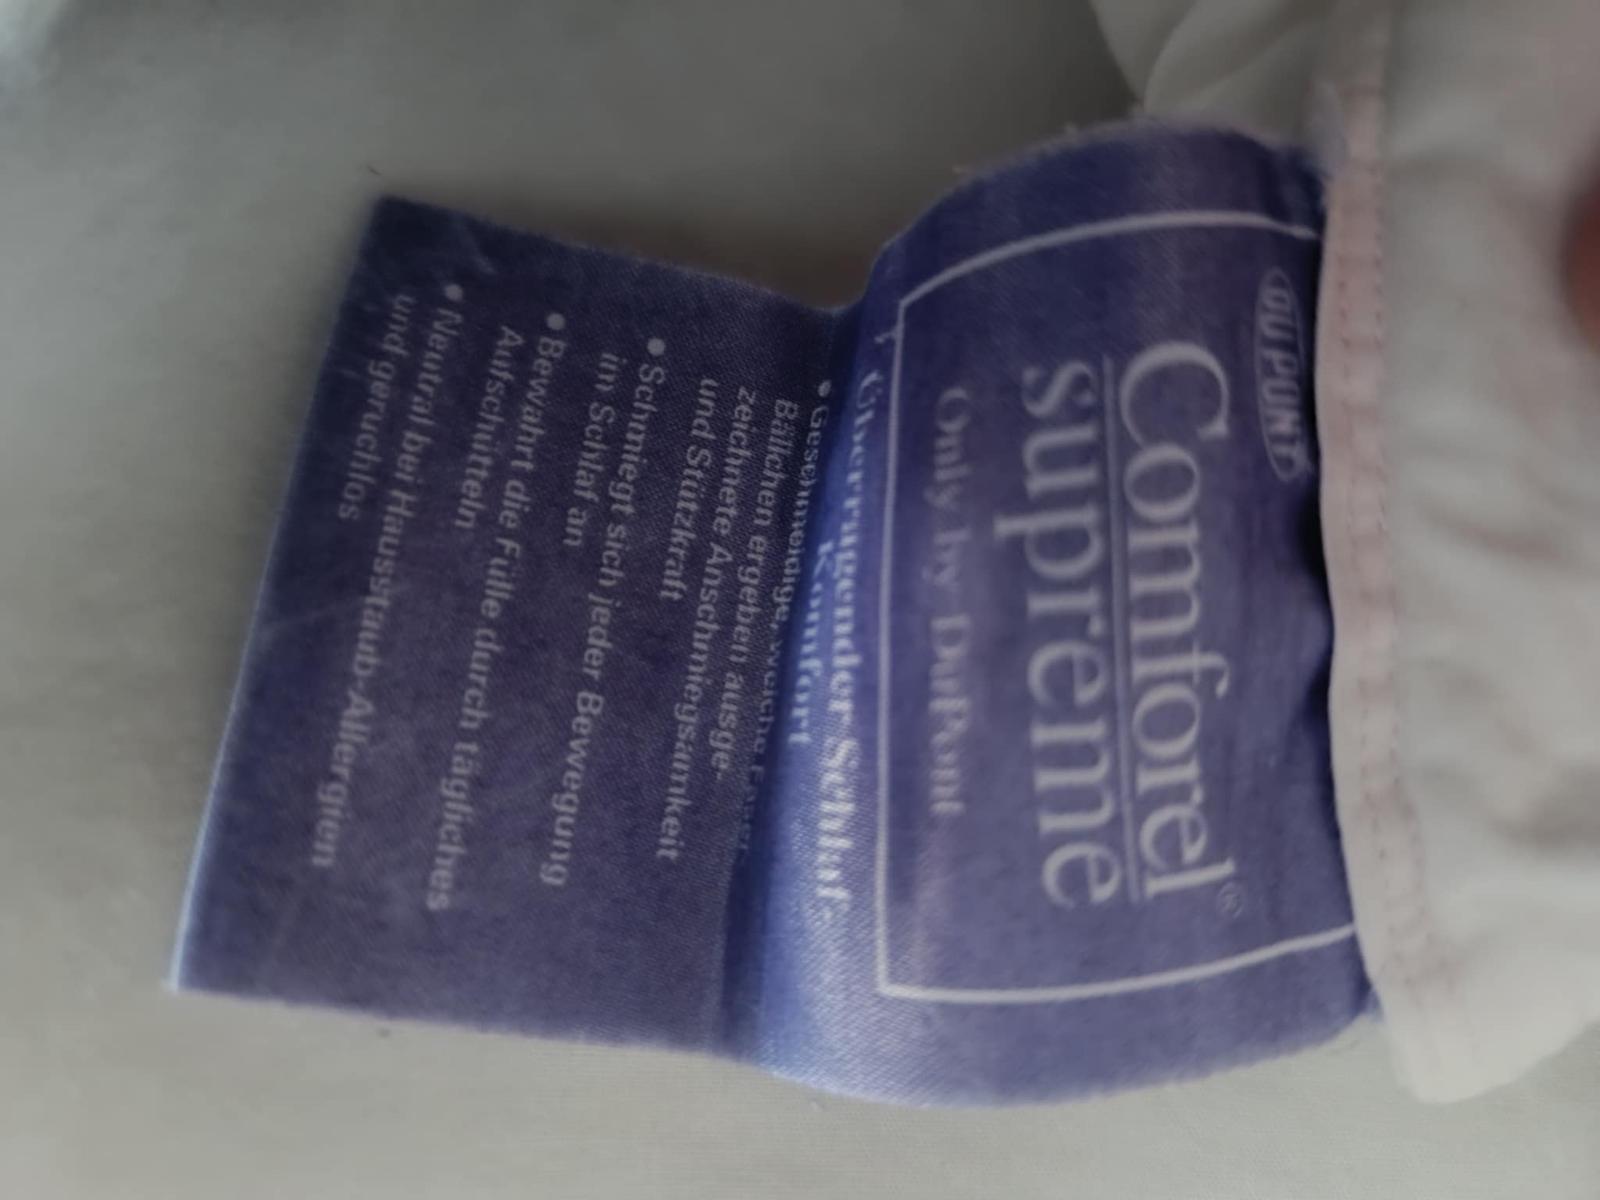 DU PONT
Comforel®
supreme
Only by DuPont
Überragender Schlaf-
Komfort
• Geschmeidige, weiche Faser-
Bällchen ergeben ausge-
zeichnete Anschmiegsamkeit
und Stützkraft
• Schmiegt sich jeder Bewegung
im Schlaf an
• Bewahrt die Fülle durch tägliches
Aufschütteln
• Neutral bei Hausstaub-Allergien
und geruchlos